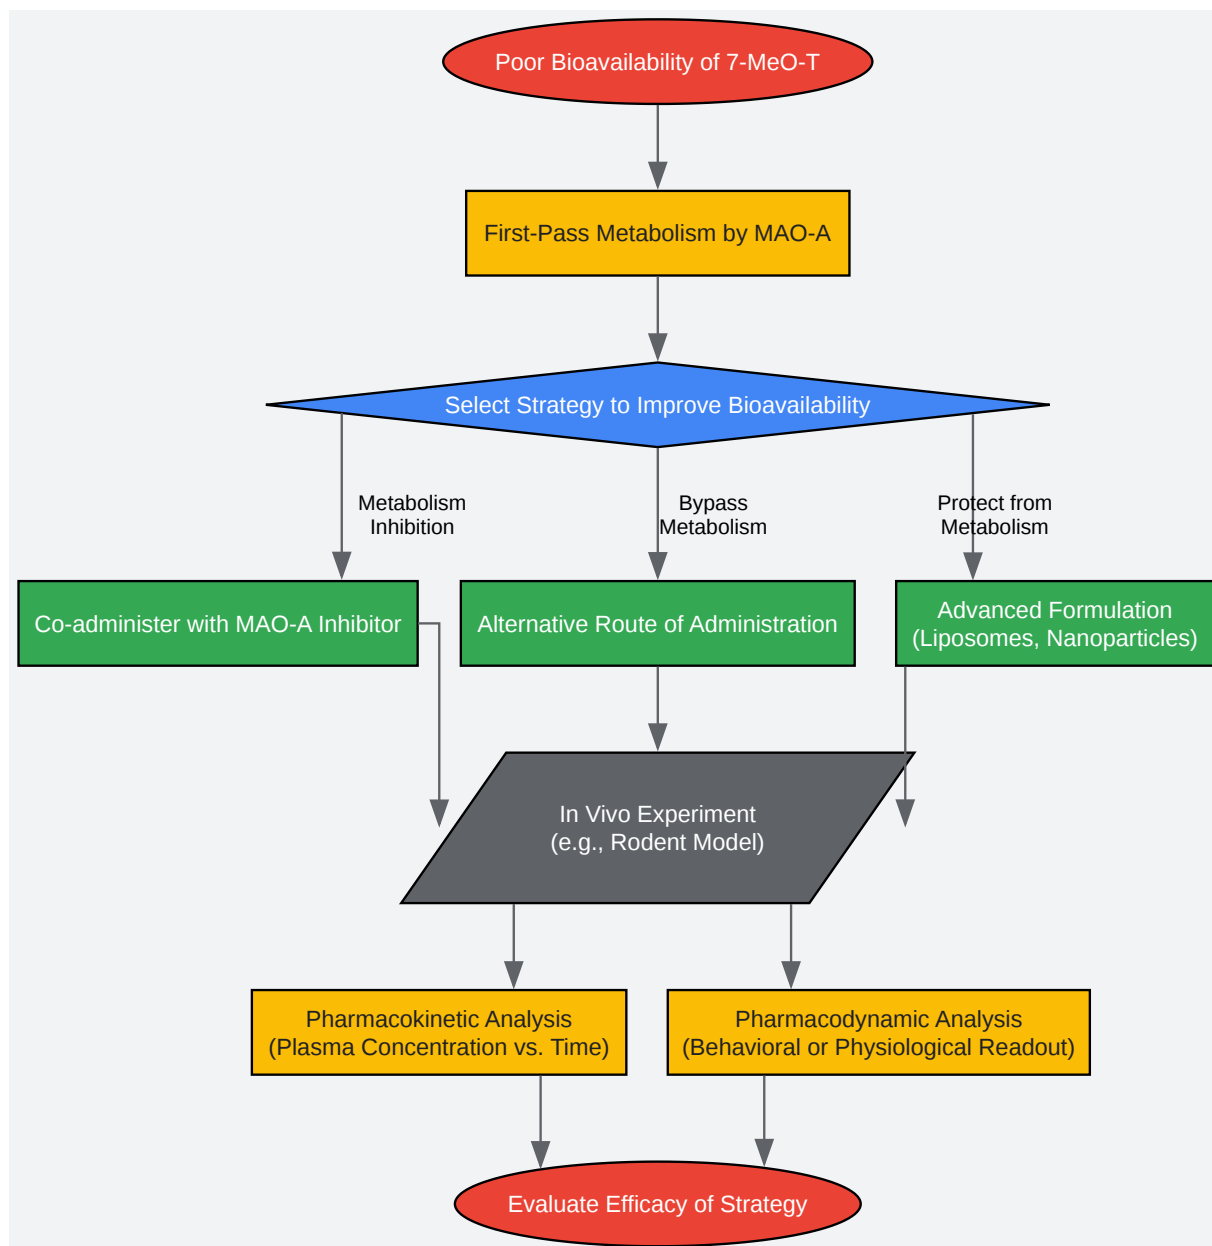 Poor Bioavailability of 7-MeO-T
First-Pass Metabolism by MAO-A
Select Strategy to Improve Bioavailability
Metabolism
Inhibition
Bypass
Metabolism
Protect from
Metabolism
Co-administer with MAO-A Inhibitor
Alternative Route of Administration
Advanced Formulation
(Liposomes, Nanoparticles)
In Vivo Experiment
(e.g., Rodent Model)
Pharmacokinetic Analysis
(Plasma Concentration vs. Time)
Pharmacodynamic Analysis
(Behavioral or Physiological Readout)
Evaluate Efficacy of Strategy